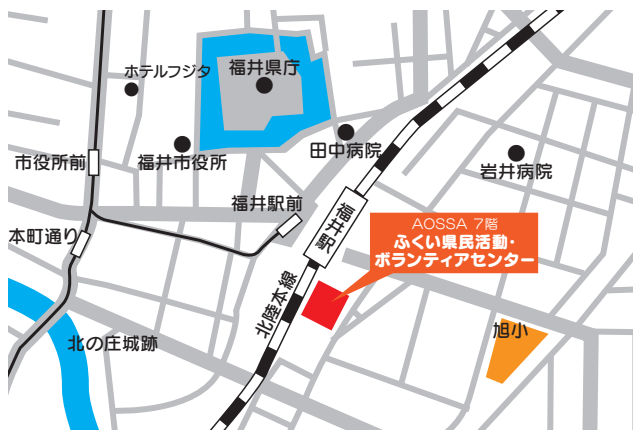 ホテルフジタ
福井県庁
福井市役所
田中病院
岩井病院
市役所前
福井駅前
福井駅
本町通り
AOSSA 7階
ふくい県民活動・
ボランティアセンター
北陸本線
北の庄城跡
旭小